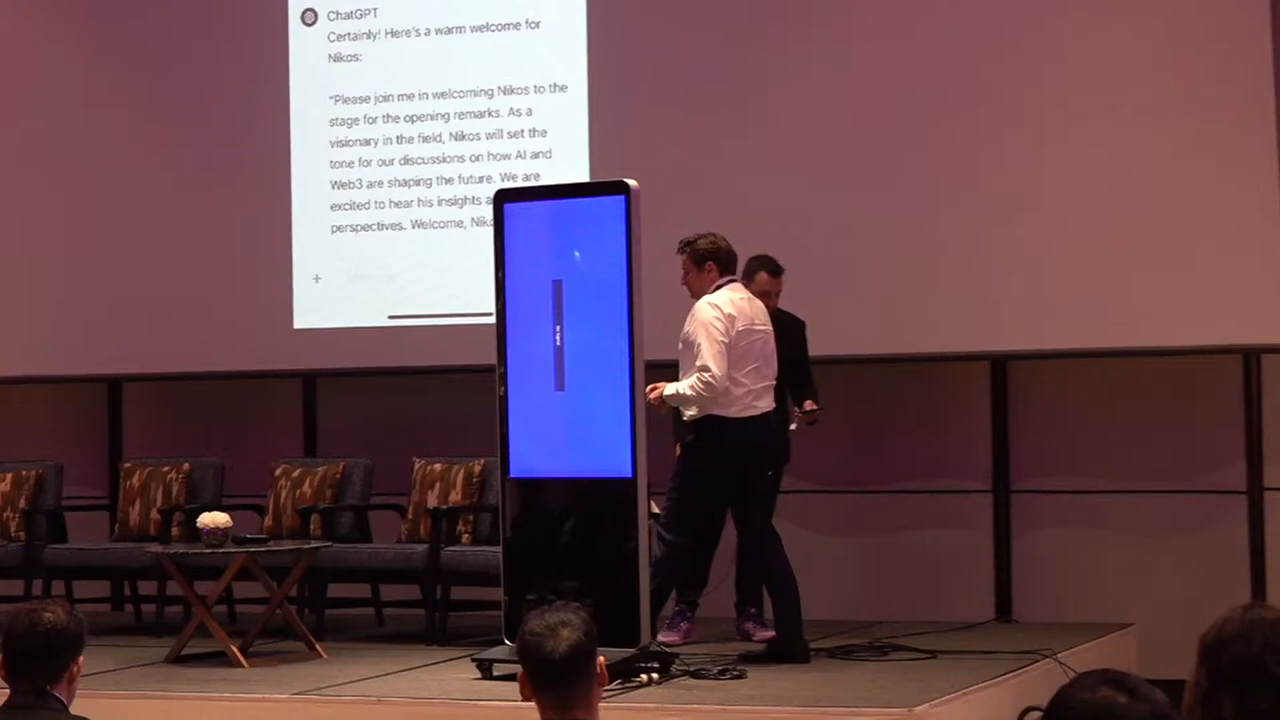 ChatGPT
Certainly! Here's a warm welcome for
Nikos:
"Please join me in welcoming Nikos to the
stage for the opening remarks. As a
visionary in the field, Nikos will set the
tone for our discussions on how AI and
Web3 are shaping the future. We are
excited to hear his insights
perspectives. Welcome,